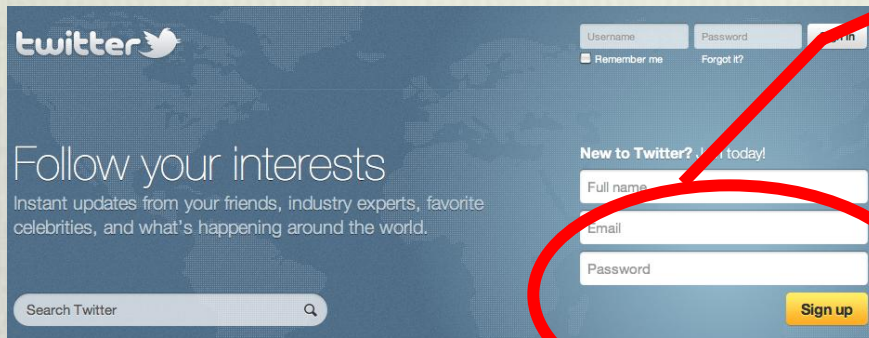 twitter
Username
Password
in
Remember me
Forgot it?
Follow your interests
Instant updates from your friends, industry experts, favorite
celebrities, and what's happening around the world.
Search Twitter
New to Twitter? today!
Full name
Email
Password
Sign up